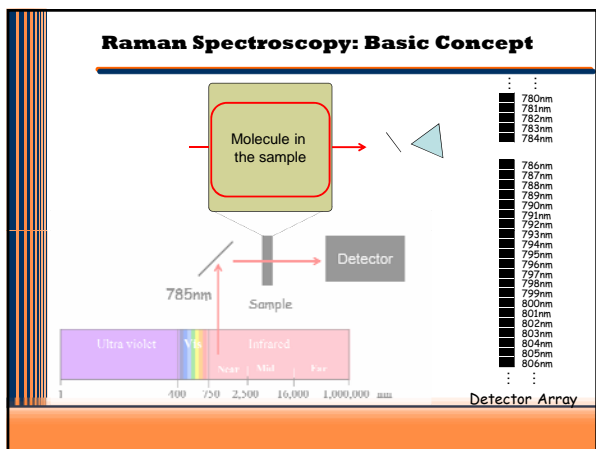 Raman Spectroscopy: Basic Concept
Molecule in
the sample
⋮ ⋮
780nm
781nm
782nm
783nm
784nm
786nm
787nm
788nm
789nm
790nm
791nm
792nm
793nm
794nm
795nm
796nm
797nm
798nm
799nm
800nm
801nm
802nm
803nm
804nm
805nm
806nm
⋮ ⋮
Detector Array
Detector
785nm
Sample
Ultra violet Vis Infrared
Near Mid Far
1 400 750 2,500 16,000 1,000,000 nm